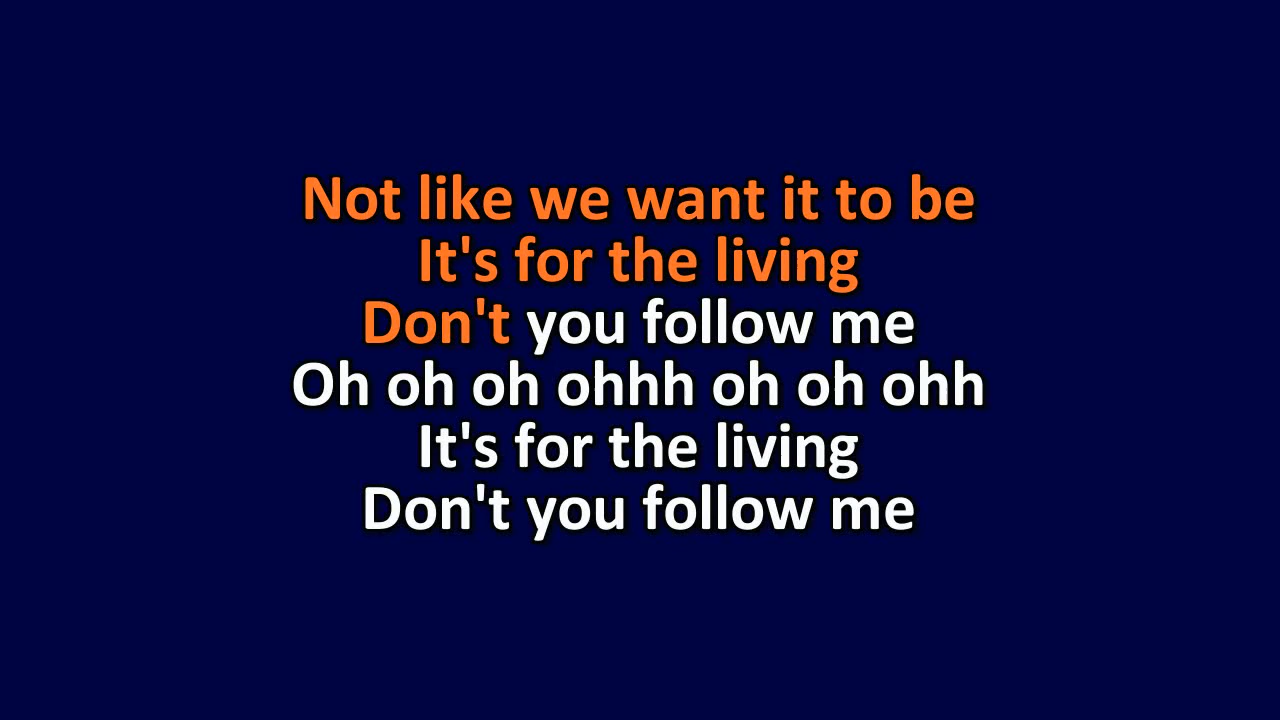 Not like we want it to be
It's for the living
Don't you follow me
Oh oh oh ohhh oh oh ohh
It's for the living
Don't you follow me